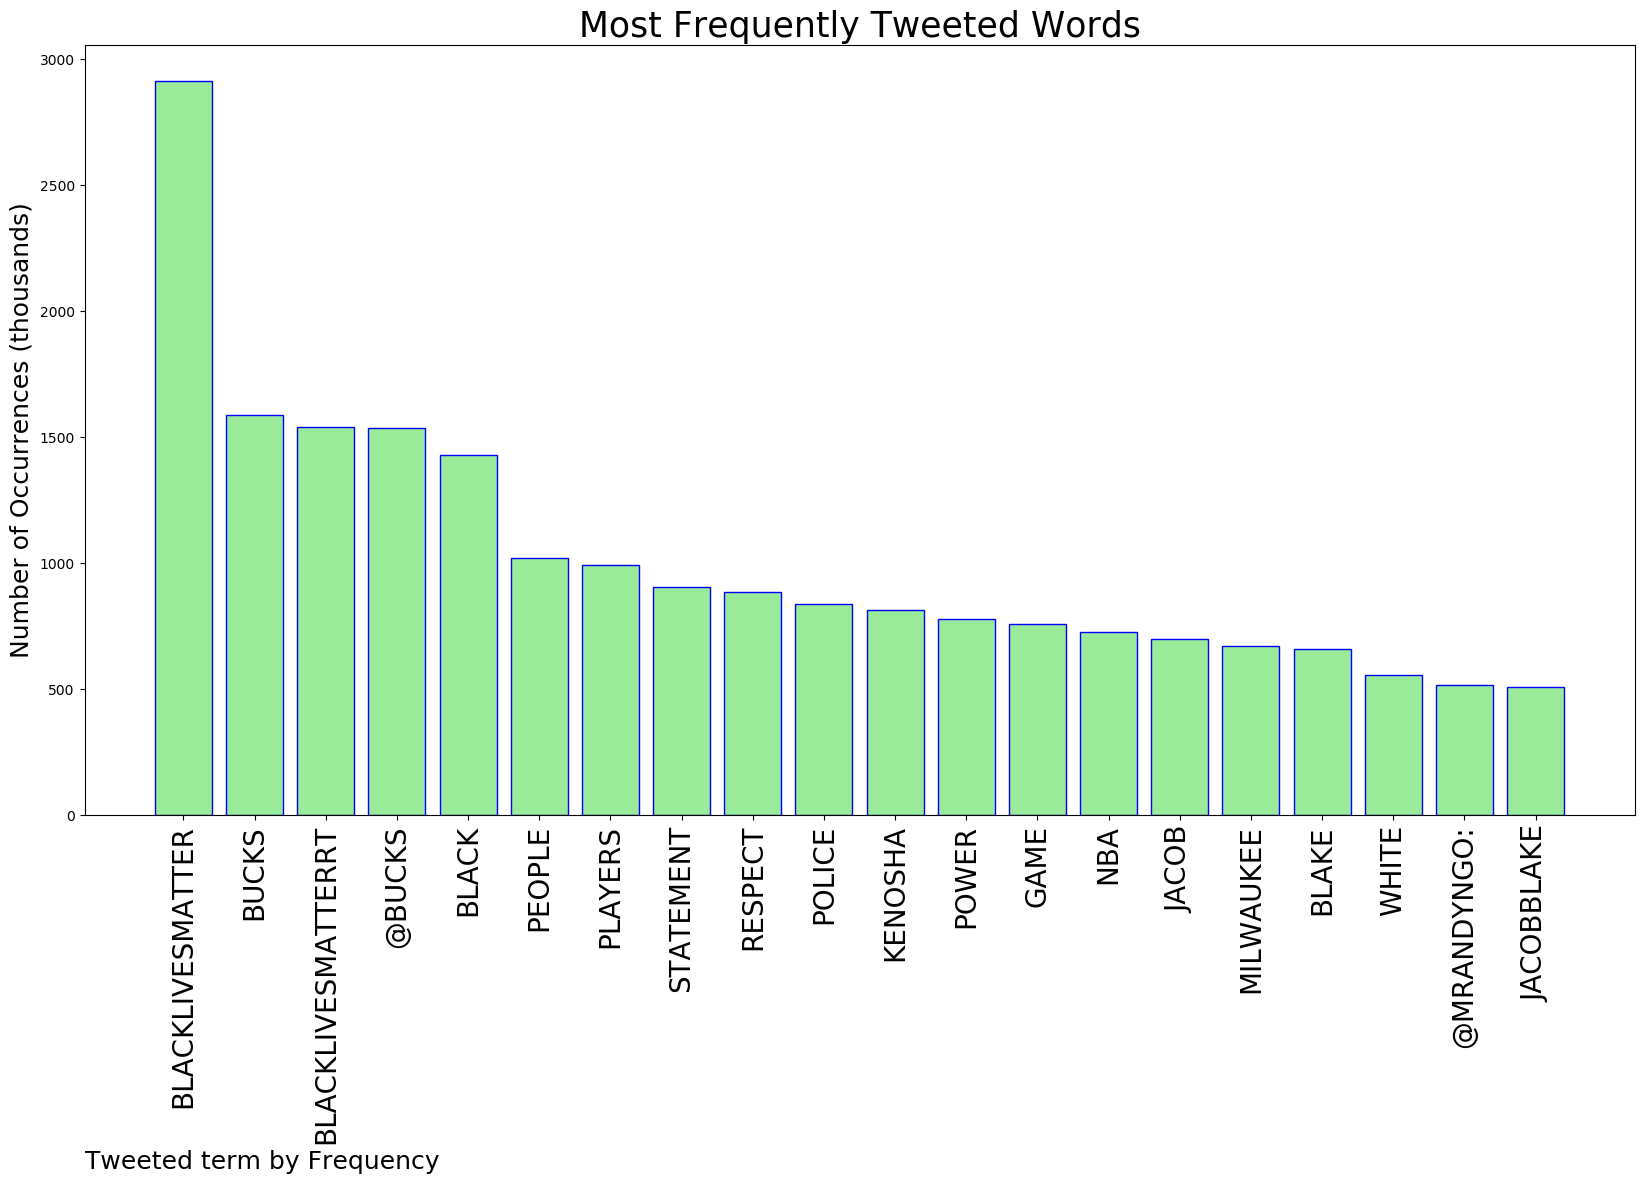 Most Frequently Tweeted Words
Number of Occurrences (thousands)
3000
2500
2000
1500
1000
500
0
BLACKLIVESMATTER
BUCKS
BLACKLIVESMATTERRT
@BUCKS
BLACK
PEOPLE
PLAYERS
STATEMENT
RESPECT
POLICE
KENOSHA
POWER
GAME
NBA
JACOB
MILWAUKEE
BLAKE
WHITE
@MRANDYNGO:
JACOBBLAKE
Tweeted term by Frequency